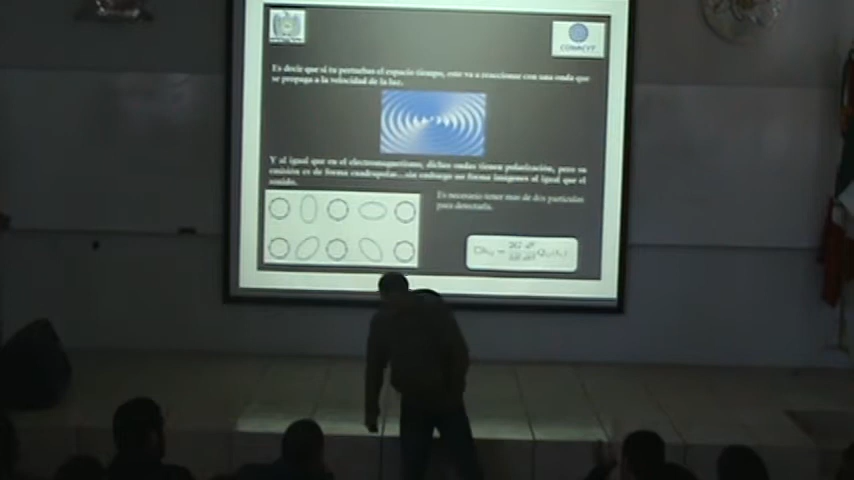 CONACYT
Es decir que si tu perturbas el espacio tiempo, este va a reaccionar con una onda que
se propaga a la velocidad de la luz.
Y al igual que en el electromagnetismo, dichas ondas tienen polarización, pero su
emisión es de forma cuadrupolar...sin embargo no forma imágenes al igual que el
sonido.
Es necesario tener mas de dos partículas
para detectarla.